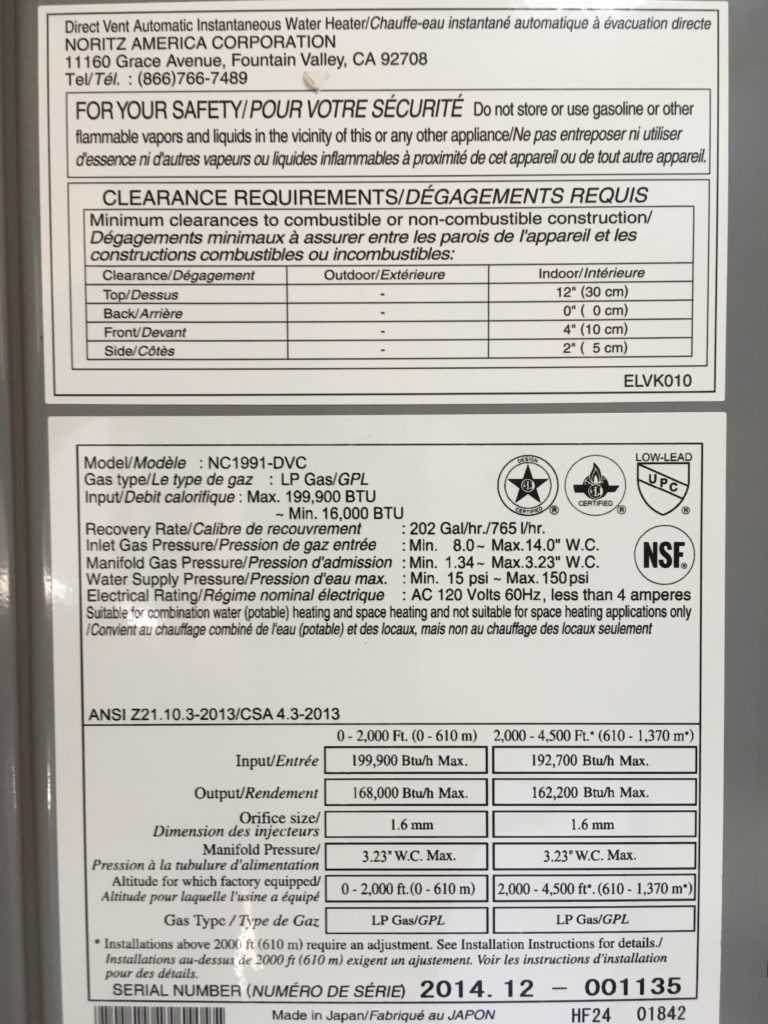 Direct Vent Automatic Instantaneous Water Heater/Chauffe-eau instantané automatique à évacuation directe
NORITZ AMERICA CORPORATION
11160 Grace Avenue, Fountain Valley, CA 92708
Tel/Tél. : (866)766-7489
FOR YOUR SAFETY/POUR VOTRE SÉCURITÉ Do not store or use gasoline or other
flammable vapors and liquids in the vicinity of this or any other appliance/Ne pas entreposer ni utiliser
d'essence ni d'autres vapeurs ou liquides inflammables à proximité de cet appareil ou de tout autre appareil.
CLEARANCE REQUIREMENTS/DÉGAGEMENTS REQUIS
Minimum clearances to combustible or non-combustible construction/
Dégagements minimaux à assurer entre les parois de l'appareil et les
constructions combustibles ou incombustibles:
Clearance/Dégagement Outdoor/Extérieure Indoor/Intérieure
Top/Dessus - 12" (30 cm)
Back/Arrière - 0" ( 0 cm)
Front/Devant - 4" (10 cm)
Side/Côtès - 2" ( 5 cm)
ELVK010
Model/Modèle : NC1991-DVC
Gas type/Le type de gaz : LP Gas/GPL
Input/Debit calorifique : Max. 199,900 BTU
~ Min. 16,000 BTU
DESIGN CERTIFIED ®
CERTIFIED ®
LOW-LEAD
UPC ®
Recovery Rate/Calibre de recouvrement : 202 Gal/hr./765 l/hr.
Inlet Gas Pressure/Pression de gaz entrée : Min. 8.0~ Max.14.0" W.C.
Manifold Gas Pressure/Pression d'admission : Min. 1.34~ Max.3.23" W.C.
Water Supply Pressure/Pression d'eau max. : Min. 15 psi ~ Max. 150 psi
NSF®
Electrical Rating/Régime nominal électrique : AC 120 Volts 60Hz, less than 4 amperes
Suitable for combination water (potable) heating and space heating and not suitable for space heating applications only
/Convient au chauffage combiné de l'eau (potable) et des locaux, mais non au chauffage des locaux seulement
ANSI Z21.10.3-2013/CSA 4.3-2013
0 - 2,000 Ft. (0 - 610 m) 2,000 - 4,500 Ft.* (610 - 1,370 m*)
Input/Entrée 199,900 Btu/h Max. 192,700 Btu/h Max.
Output/Rendement 168,000 Btu/h Max. 162,200 Btu/h Max.
Orifice size/
Dimension des injecteurs 1.6 mm 1.6 mm
Manifold Pressure/
Pression à la tubulure d'alimentation 3.23" W.C. Max. 3.23" W.C. Max.
Altitude for which factory equipped/
Altitude pour laquelle l'usine a équipé 0 - 2,000 ft. (0 - 610 m) 2,000 - 4,500 ft*. (610 - 1,370 m*)
Gas Type / Type de Gaz LP Gas/GPL LP Gas/GPL
* Installations above 2000 ft (610 m) require an adjustment. See Installation Instructions for details./
Installations au-dessus de 2000 ft (610 m) exigent un ajustement. Voir les instructions d'installation
pour des détails.
SERIAL NUMBER (NUMÉRO DE SÉRIE) 2014. 12 - 001135
Made in Japan/Fabriqué au JAPON HF24 01842